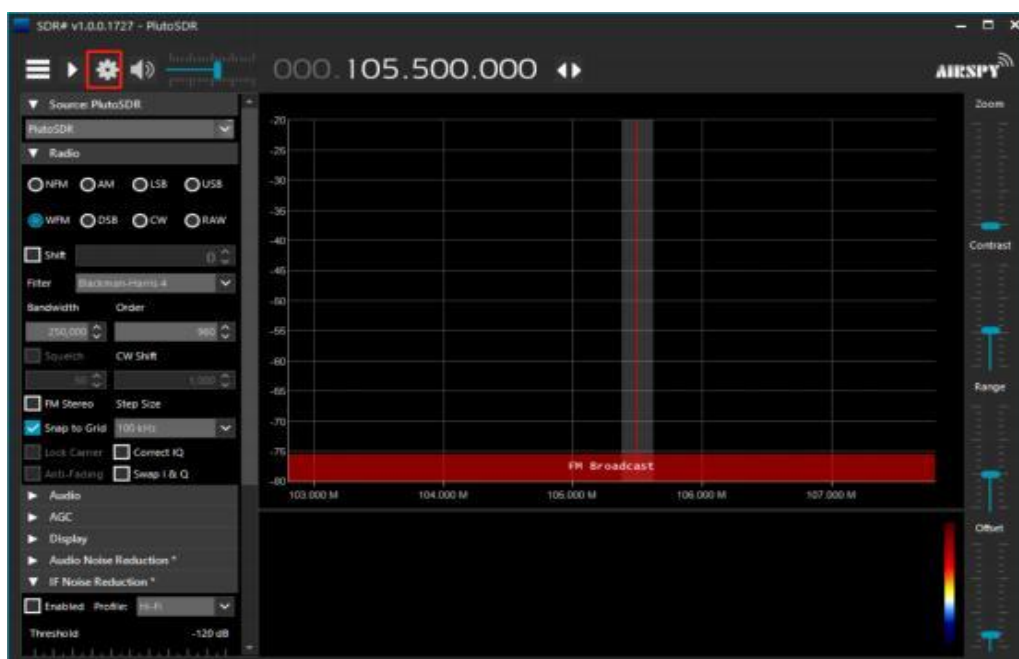 SDR# v1.0.0.1727 - PlutoSDR
000.105.500.000
AIRSPY
Source: PlutoSDR
PlutoSDR
Radio
NFM AM LSB USB
WFM DSB CW RAW
Shift 0
Filter Blackman-Harris 4
Bandwidth Order
250,000 980
Squelch CW Shift
50 1,000
FM Stereo Step Size
Snap to Grid 100 kHz
Lock Carrier Correct IQ
Anti-Fading Swap I & Q
Audio
AGC
Display
Audio Noise Reduction *
IF Noise Reduction *
Enabled Profile: Hi-Fi
Threshold -120 dB
-20
-25
-30
-35
-40
-45
-50
-55
-60
-65
-70
-75
-80
FM Broadcast
103.000 M 104.000 M 105.000 M 106.000 M 107.000 M
Zoom
Contrast
Range
Offset